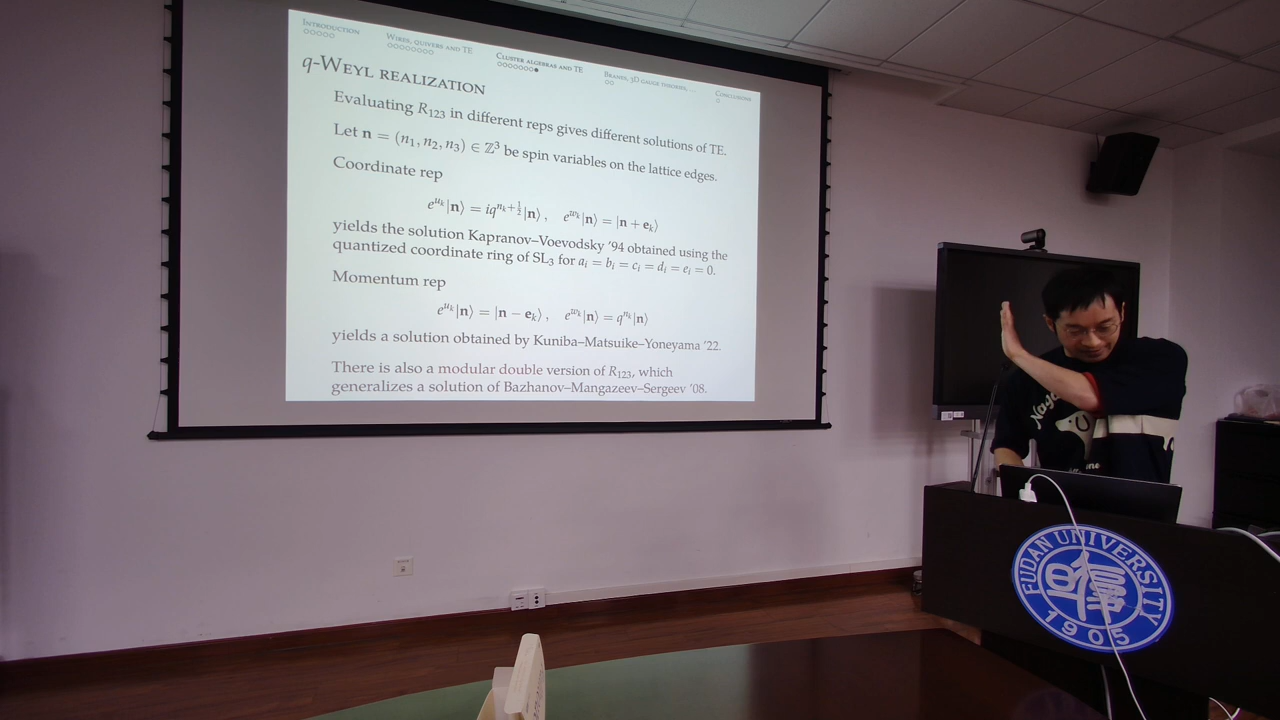 INTRODUCTION
WIRES, QUIVERS AND TE
CLUSTER ALGEBRAS AND TE
BRANES, 3D GAUGE THEORIES, ...
CONCLUSIONS
q-WEYL REALIZATION
Evaluating R₁₂₃ in different reps gives different solutions of TE.
Let n = (n₁, n₂, n₃) ∈ ℤ³ be spin variables on the lattice edges.
Coordinate rep
e^{u_k}|n⟩ = iq^{n_k+½}|n⟩ , e^{w_k}|n⟩ = |n + e_k⟩
yields the solution Kapranov–Voevodsky '94 obtained using the
quantized coordinate ring of SL₃ for a_i = b_i = c_i = d_i = e_i = 0.
Momentum rep
e^{u_k}|n⟩ = |n − e_k⟩ , e^{w_k}|n⟩ = q^{n_k}|n⟩
yields a solution obtained by Kuniba–Matsuike–Yoneyama '22.
There is also a modular double version of R₁₂₃, which
generalizes a solution of Bazhanov–Mangazeev–Sergeev '08.
FUDAN UNIVERSITY
1905